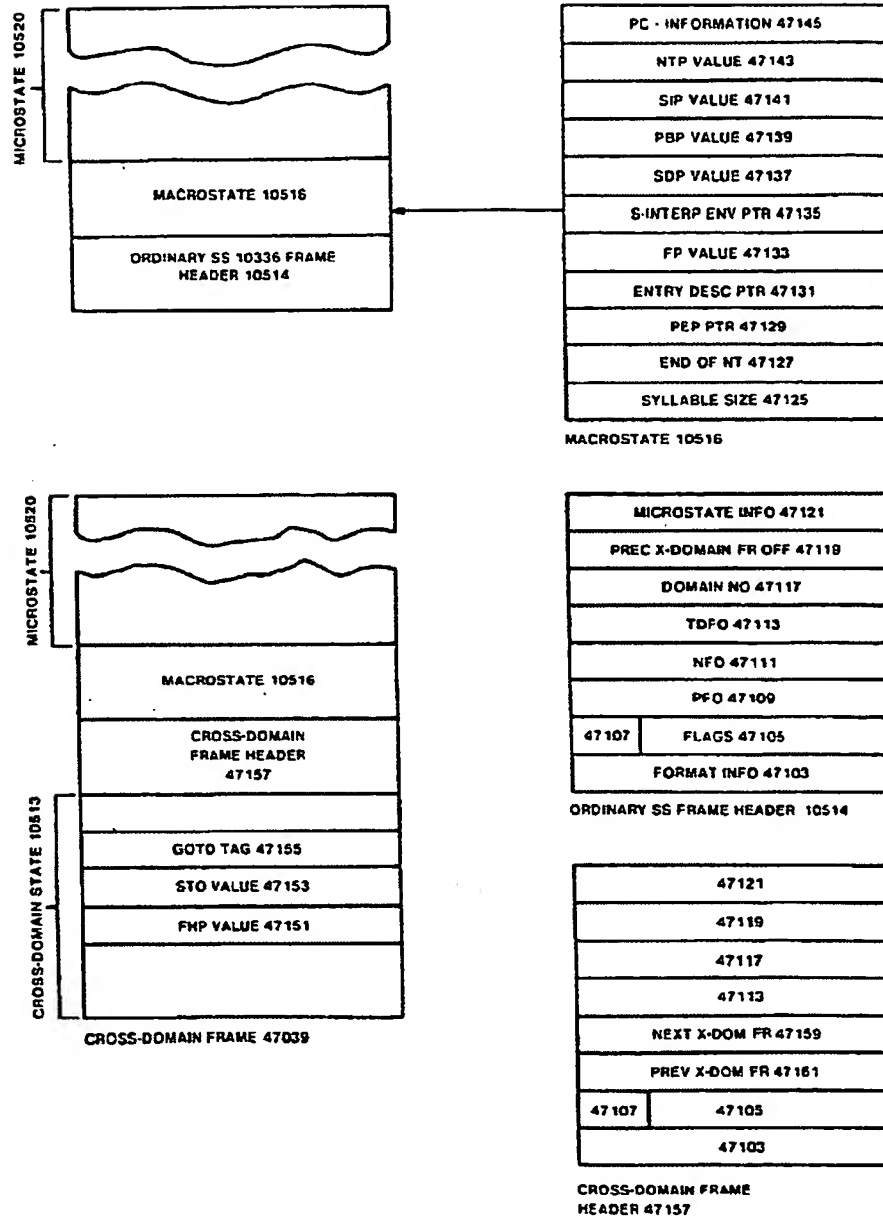 MICROSTATE 10520
MACROSTATE 10516
ORDINARY SS 10336 FRAME
HEADER 10514
PC - INFORMATION 47145
NTP VALUE 47143
SIP VALUE 47141
PBP VALUE 47139
SDP VALUE 47137
S-INTERP ENV PTR 47135
FP VALUE 47133
ENTRY DESC PTR 47131
PEP PTR 47129
END OF NT 47127
SYLLABLE SIZE 47125
MACROSTATE 10516
MICROSTATE 10520
MACROSTATE 10516
CROSS-DOMAIN
FRAME HEADER
47157
CROSS-DOMAIN STATE 10513
GOTO TAG 47155
STO VALUE 47153
FHP VALUE 47151
CROSS-DOMAIN FRAME 47039
MICROSTATE INFO 47121
PREC X-DOMAIN FR OFF 47119
DOMAIN NO 47117
TDFO 47113
NFO 47111
PFO 47109
47107
FLAGS 47105
FORMAT INFO 47103
ORDINARY SS FRAME HEADER 10514
47121
47119
47117
47113
NEXT X-DOM FR 47159
PREV X-DOM FR 47161
47107
47105
47103
CROSS-DOMAIN FRAME
HEADER 47157